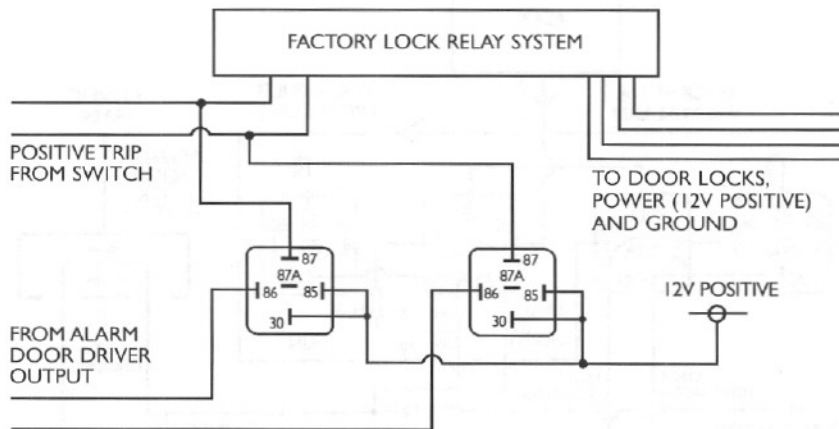 FACTORY LOCK RELAY SYSTEM
POSITIVE TRIP
FROM SWITCH
TO DOOR LOCKS,
POWER (12V POSITIVE)
AND GROUND
87
87A
86
85
30
87
87A
86
85
30
12V POSITIVE
FROM ALARM
DOOR DRIVER
OUTPUT